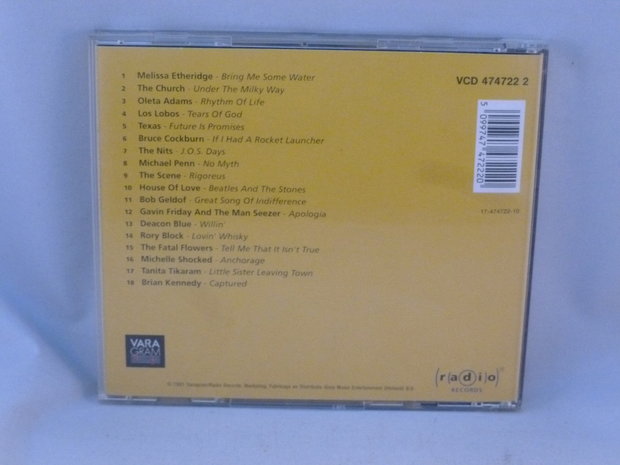 1 Melissa Etheridge - Bring Me Some Water
2 The Church - Under The Milky Way
3 Oleta Adams - Rhythm Of Life
4 Los Lobos - Tears Of God
5 Texas - Future Is Promises
6 Bruce Cockburn - If I Had A Rocket Launcher
7 The Nits - J.O.S. Days
8 Michael Penn - No Myth
9 The Scene - Rigoreus
10 House Of Love - Beatles And The Stones
11 Bob Geldof - Great Song Of Indifference
12 Gavin Friday And The Man Seezer - Apologia
13 Deacon Blue - Willin'
14 Rory Block - Lovin' Whisky
15 The Fatal Flowers - Tell Me That It Isn't True
16 Michelle Shocked - Anchorage
17 Tanita Tikaram - Little Sister Leaving Town
18 Brian Kennedy - Captured
VCD 474722 2
5 099747 472220
17-474722-10
VARA
GRAM
(r(a(d)i)o)
RECORDS